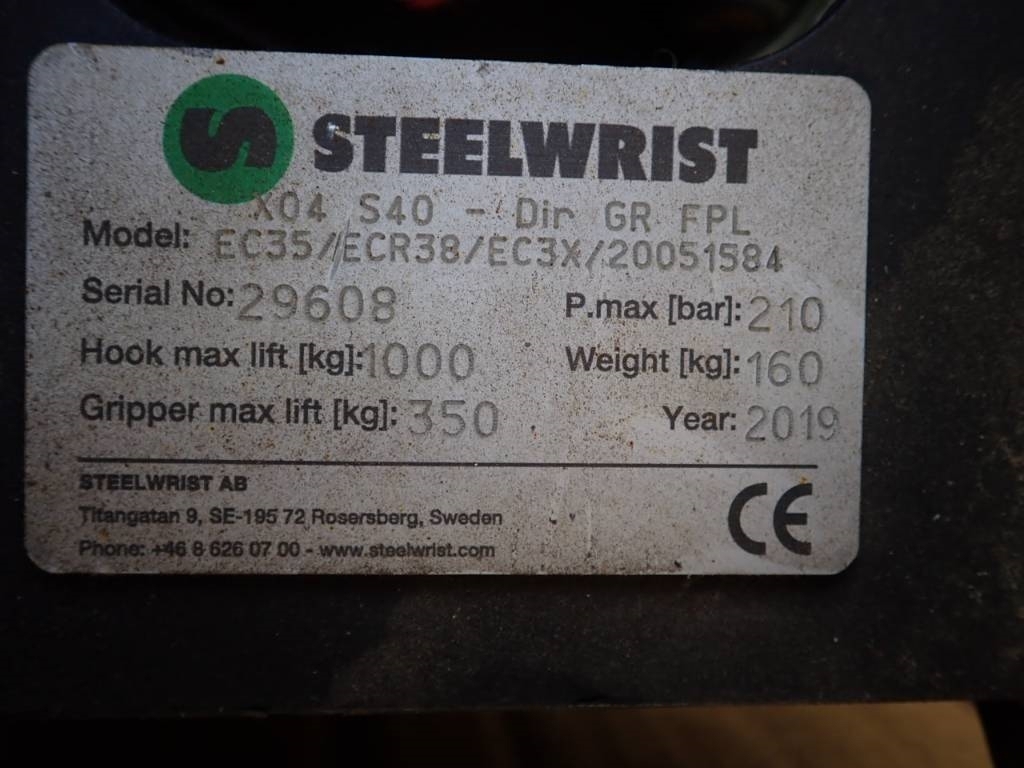 S STEELWRIST
X04 S40 - Dir GR FPL
Model: EC35/ECR38/EC3X/20051584
Serial No: 29608 P.max [bar]: 210
Hook max lift [kg]: 1000 Weight [kg]: 160
Gripper max lift [kg]: 350 Year: 2019
STEELWRIST AB
Titangatan 9, SE-195 72 Rosersberg, Sweden
Phone: +46 8 626 07 00 - www.steelwrist.com
CE